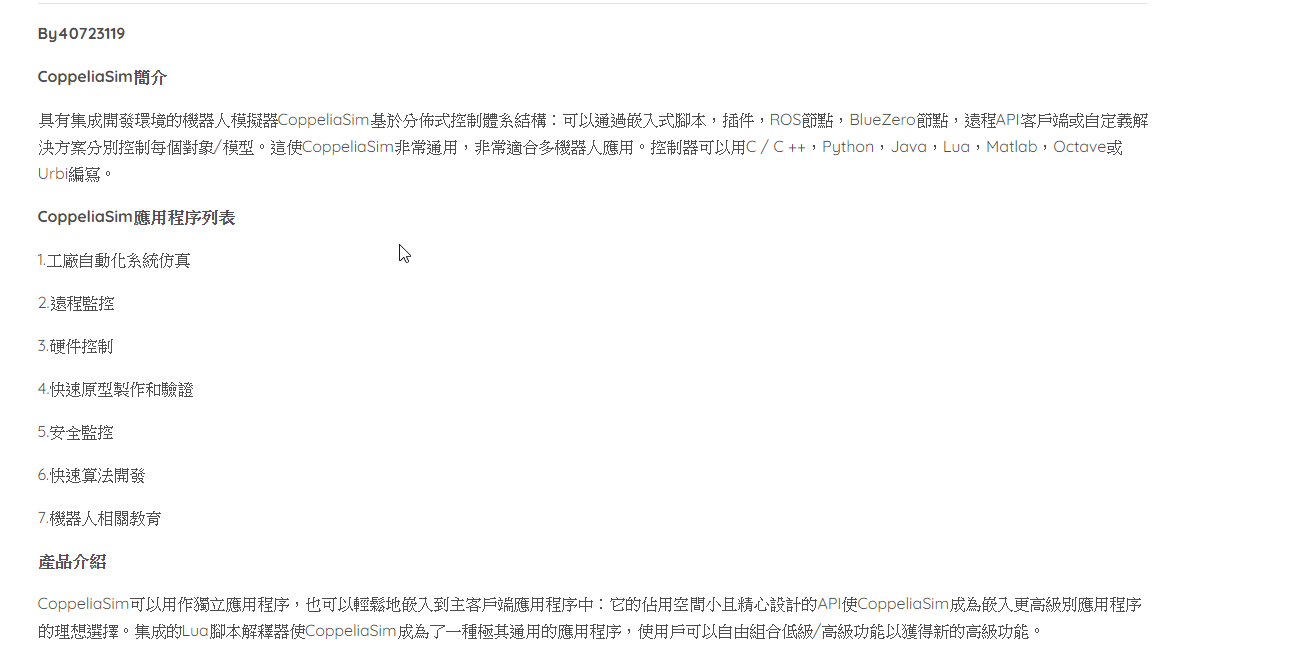 By40723119
CoppeliaSim簡介
具有集成開發環境的機器人模擬器CoppeliaSim基於分佈式控制體系結構：可以通過嵌入式腳本，插件，ROS節點，BlueZero節點，遠程API客戶端或自定義解
決方案分別控制每個對象/模型。這使CoppeliaSim非常通用，非常適合多機器人應用。控制器可以用C / C ++，Python，Java，Lua，Matlab，Octave或
Urbi編寫。
CoppeliaSim應用程序列表
1.工廠自動化系統仿真
2.遠程監控
3.硬件控制
4.快速原型製作和驗證
5.安全監控
6.快速算法開發
7.機器人相關教育
產品介紹
CoppeliaSim可以用作獨立應用程序，也可以輕鬆地嵌入到主客戶端應用程序中：它的佔用空間小且精心設計的API使CoppeliaSim成為嵌入更高級別應用程序
的理想選擇。集成的Lua腳本解釋器使CoppeliaSim成為了一種極其通用的應用程序，使用戶可以自由組合低級/高級功能以獲得新的高級功能。